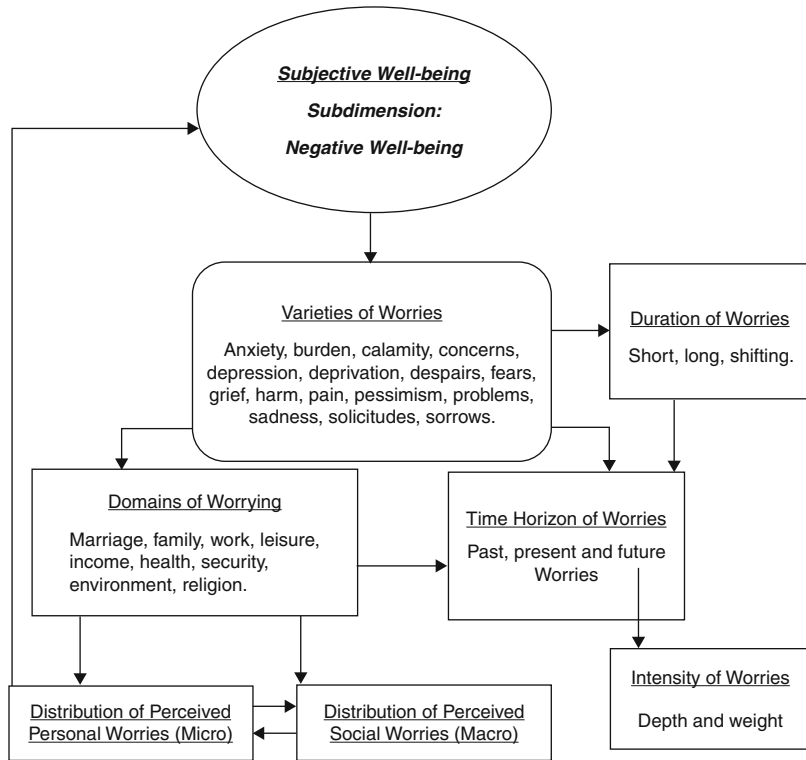 Subjective Well-being
Subdimension:
Negative Well-being
Varieties of Worries
Anxiety, burden, calamity, concerns,
depression, deprivation, despairs, fears,
grief, harm, pain, pessimism, problems,
sadness, solicitudes, sorrows.
Duration of Worries
Short, long, shifting.
Domains of Worrying
Marriage, family, work, leisure,
income, health, security,
environment, religion.
Time Horizon of Worries
Past, present and future
Worries
Distribution of Perceived
Personal Worries (Micro)
Distribution of Perceived
Social Worries (Macro)
Intensity of Worries
Depth and weight